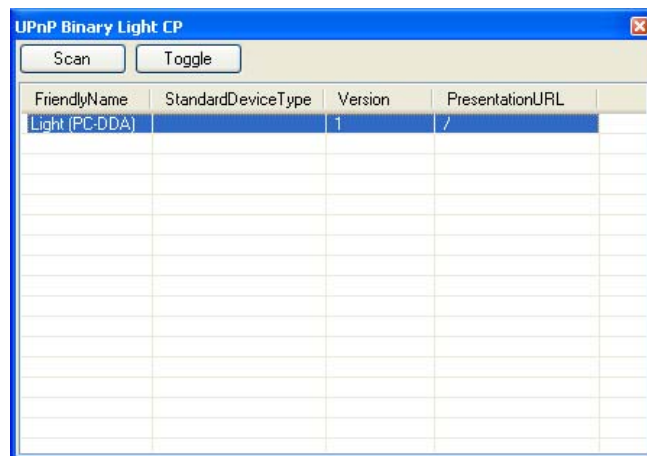 UPnP Binary Light CP
Scan Toggle
FriendlyName StandardDeviceType Version PresentationURL
Light (PC-DDA) 1 /